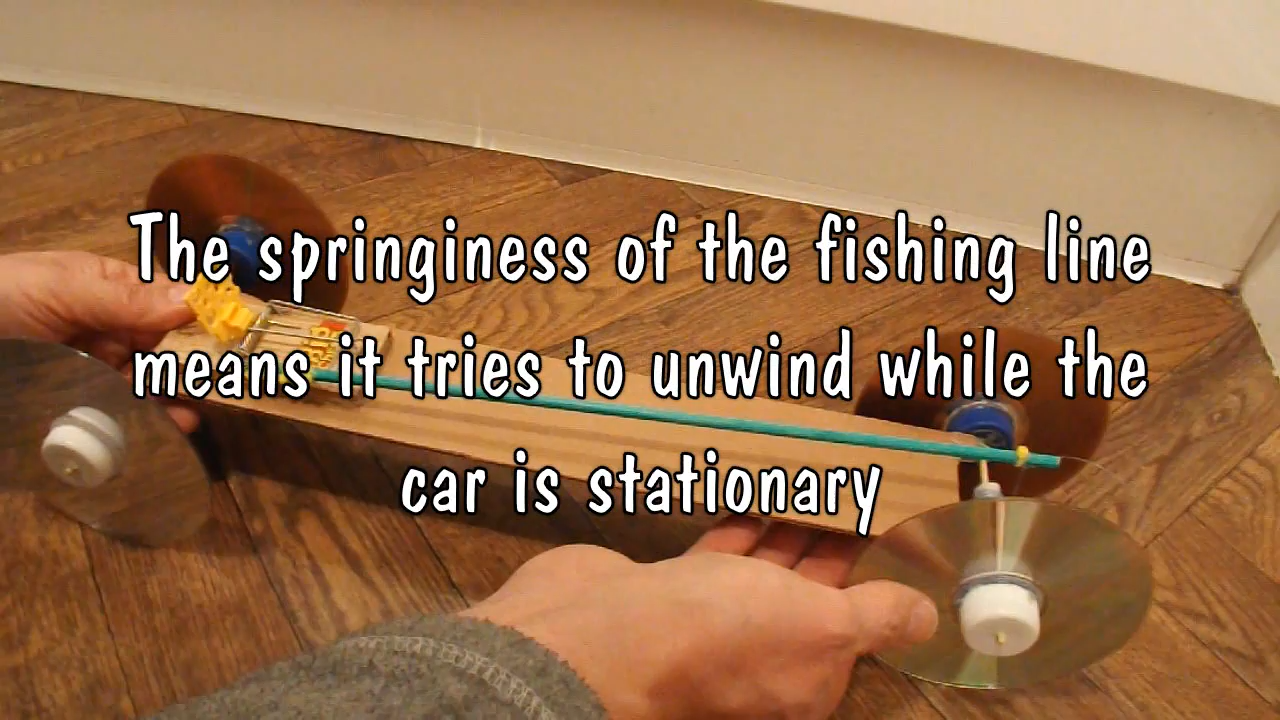 The springiness of the fishing line
means it tries to unwind while the
car is stationary